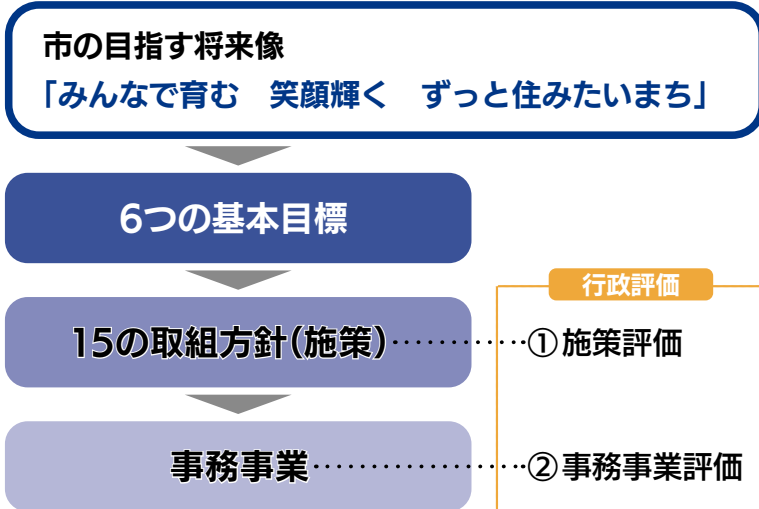 市の目指す将来像
「みんなで育む　笑顔輝く　ずっと住みたいまち」
6つの基本目標
行政評価
15の取組方針(施策)‥‥‥‥①施策評価
事務事業‥‥‥‥‥‥②事務事業評価